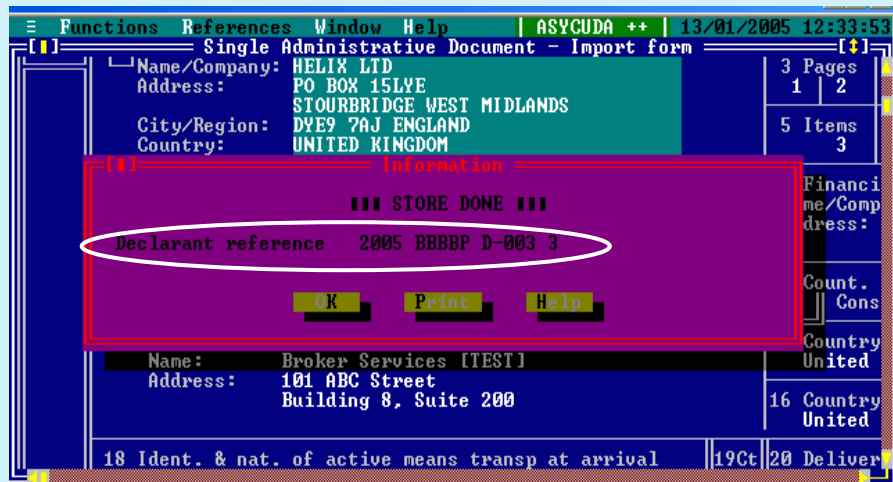 ≡ Functions References Window Help ASYCUDA ++ 13/01/2005 12:33:53
Single Administrative Document - Import form
Name/Company: HELIX LTD
Address: PO BOX 15LYE
STOURBRIDGE WEST MIDLANDS
City/Region: DYE9 7AJ ENGLAND
Country: UNITED KINGDOM
3 Pages
1 2
5 Items
3
Information
STORE DONE
Declarant reference 2005 BBBBP D-003 3
OK Print Help
Financi
me/Comp
dress:
Count.
Cons
Country
United
Name: Broker Services [TEST]
Address: 101 ABC Street
Building 8, Suite 200
16 Country
United
18 Ident. & nat. of active means transp at arrival 19Ct 20 Deliver